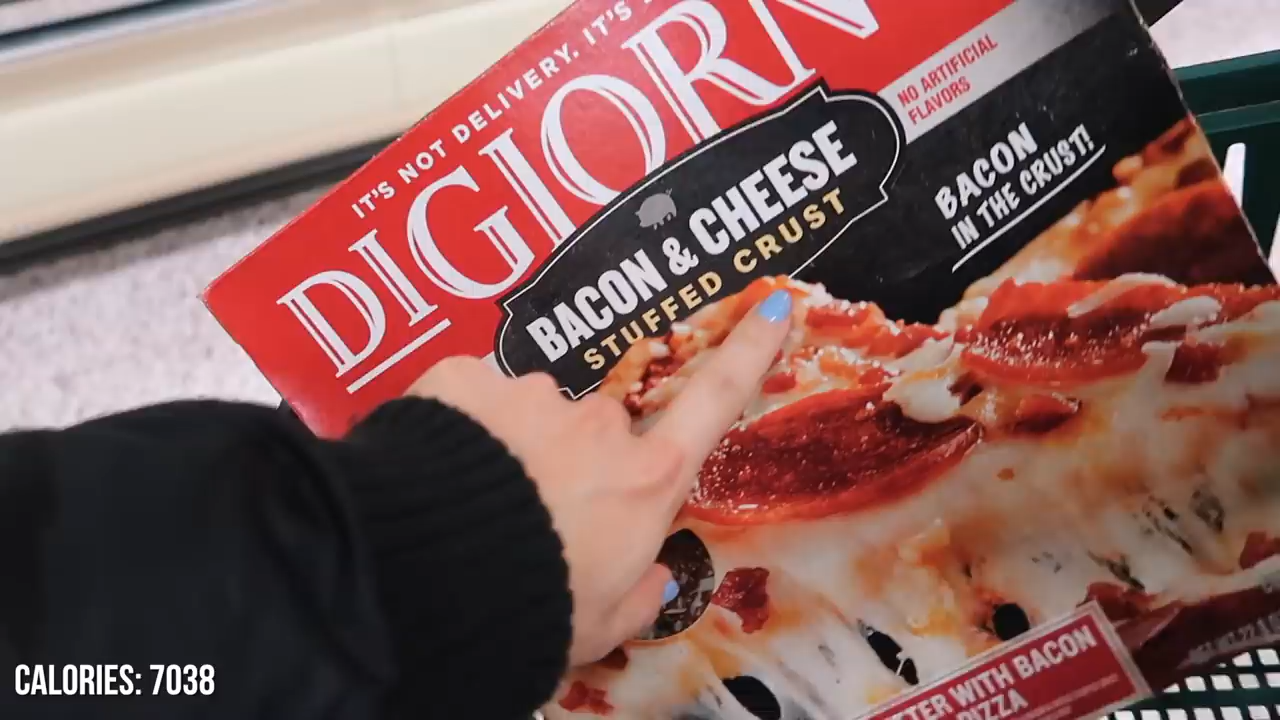 IT'S NOT DELIVERY. IT'S
DIGIORN
NO ARTIFICIAL
FLAVORS
BACON & CHEESE
STUFFED CRUST
BACON
IN THE CRUST!
WITH BACON
PIZZA
CALORIES: 7038